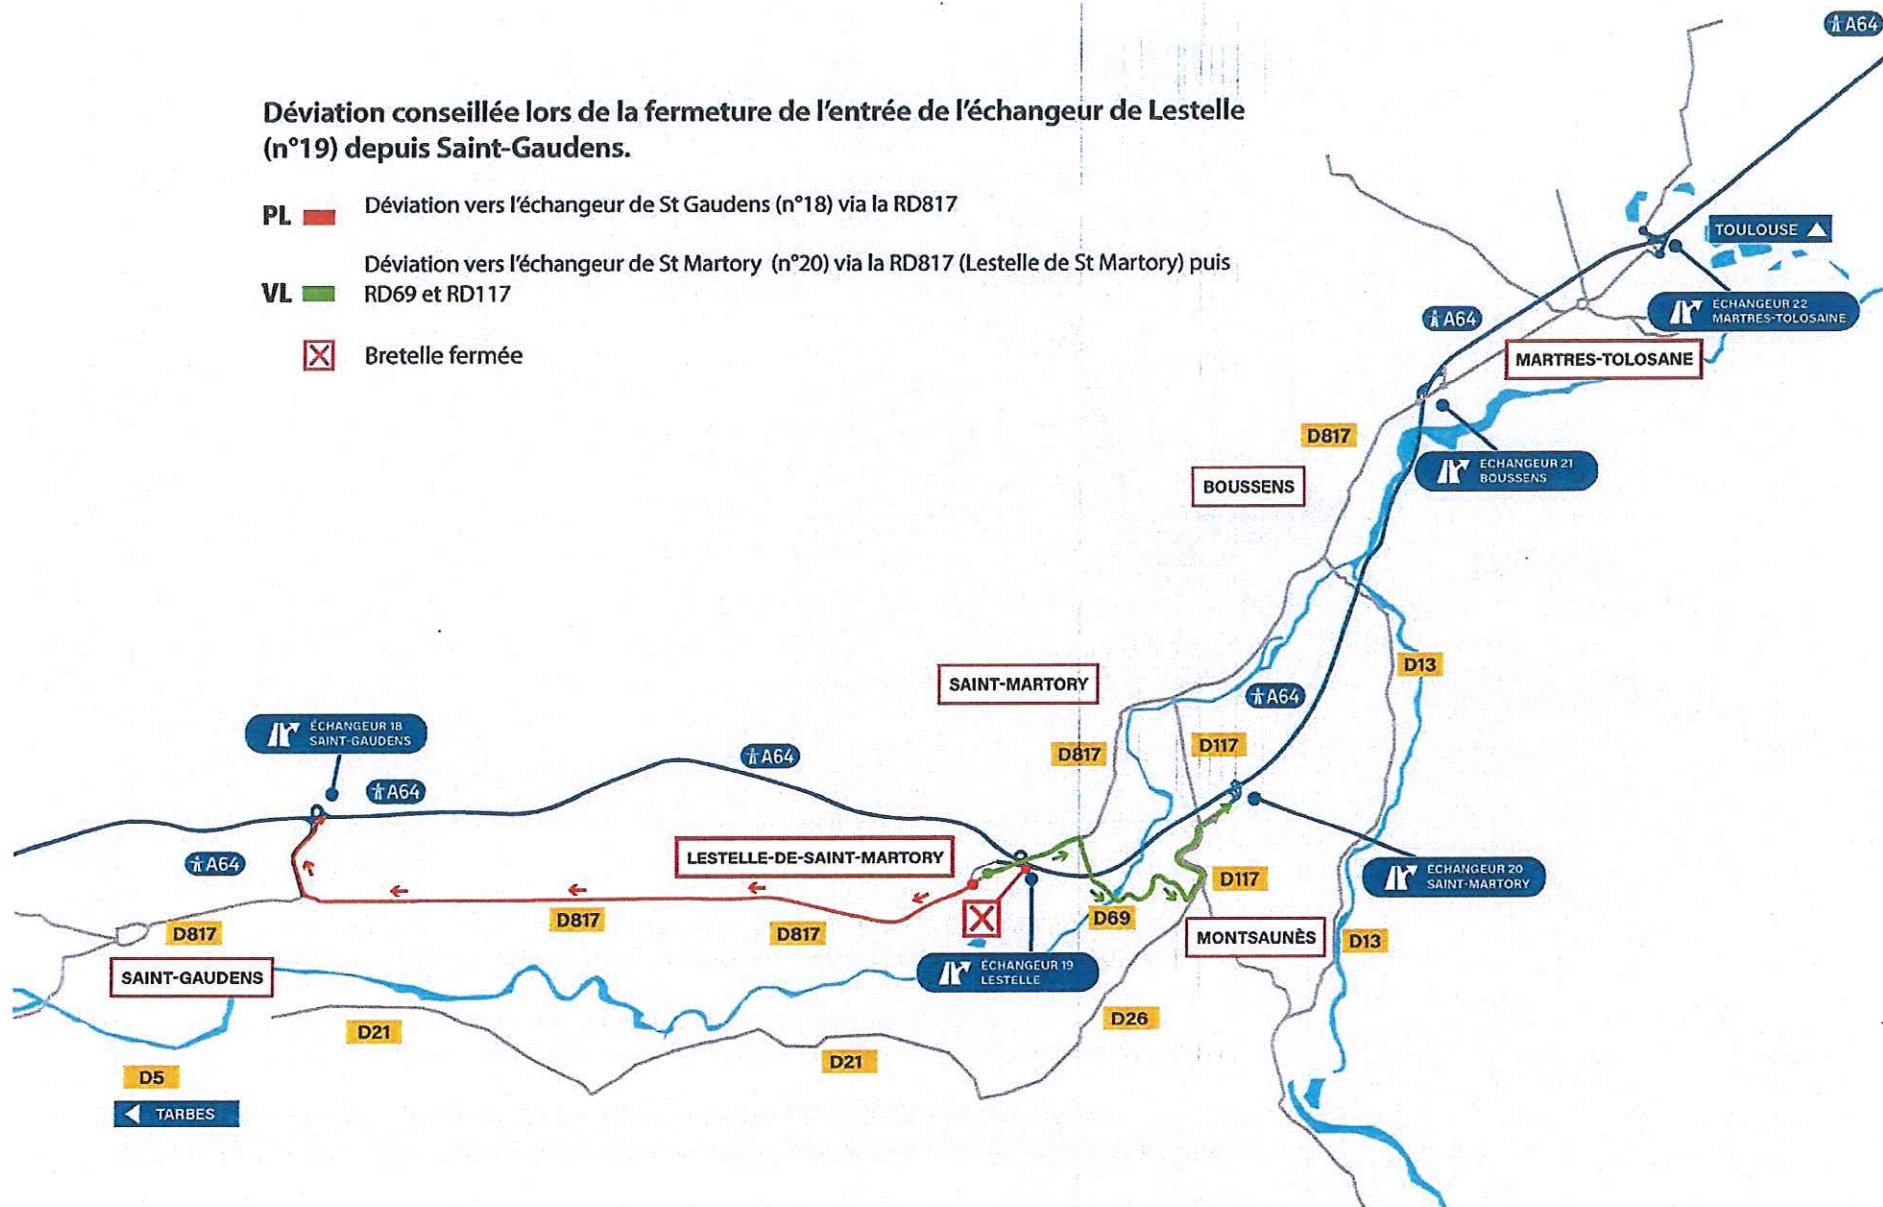 A64
Déviation conseillée lors de la fermeture de l'entrée de l'échangeur de Lestelle
(n°19) depuis Saint-Gaudens.
PL Déviation vers l'échangeur de St Gaudens (n°18) via la RD817
Déviation vers l'échangeur de St Martory (n°20) via la RD817 (Lestelle de St Martory) puis
VL RD69 et RD117
Bretelle fermée
TOULOUSE
ÉCHANGEUR 22
MARTRES-TOLOSAINE
A64
MARTRES-TOLOSANE
D817
ÉCHANGEUR 21
BOUSSENS
BOUSSENS
D13
SAINT-MARTORY
A64
ÉCHANGEUR 18
SAINT-GAUDENS
D817
D117
A64
A64
LESTELLE-DE-SAINT-MARTORY
A64
ÉCHANGEUR 20
SAINT-MARTORY
D117
D817
D817
D817
D69
MONTSAUNÈS
D13
SAINT-GAUDENS
ÉCHANGEUR 19
LESTELLE
D21
D26
D21
D5
TARBES